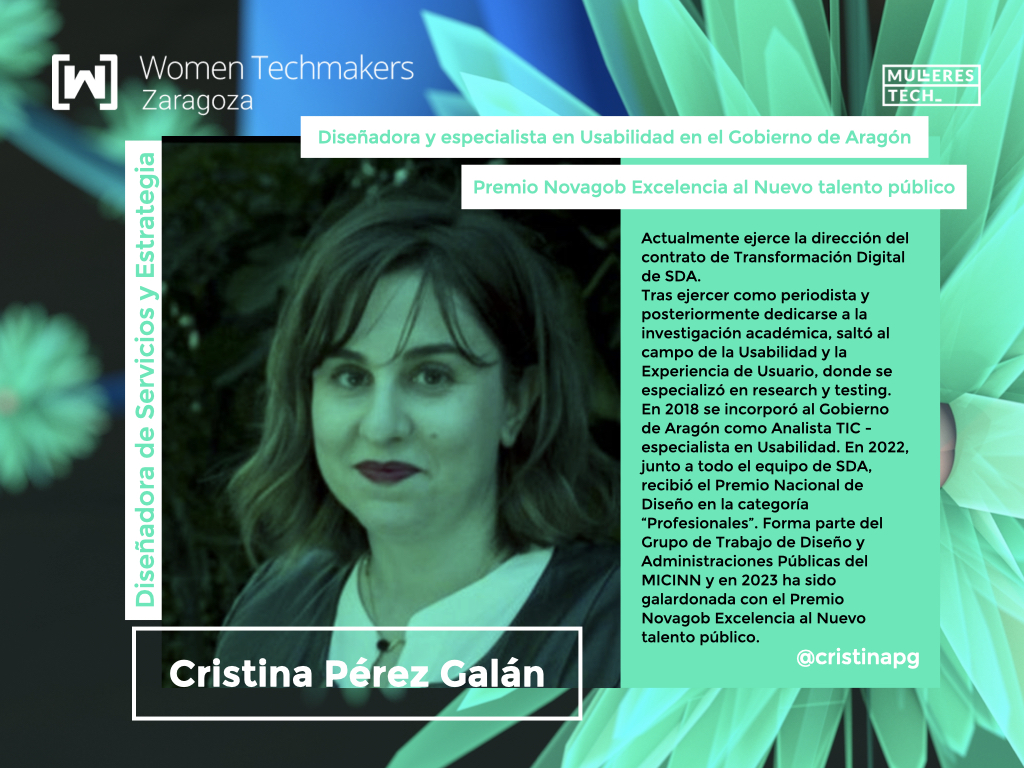 Women Techmakers
Zaragoza
MULLERES
TECH_
Diseñadora y especialista en Usabilidad en el Gobierno de Aragón
Premio Novagob Excelencia al Nuevo talento público
Diseñadora de Servicios y Estrategia
Actualmente ejerce la dirección del
contrato de Transformación Digital
de SDA.
Tras ejercer como periodista y
posteriormente dedicarse a la
investigación académica, saltó al
campo de la Usabilidad y la
Experiencia de Usuario, donde se
especializó en research y testing.
En 2018 se incorporó al Gobierno
de Aragón como Analista TIC -
especialista en Usabilidad. En 2022,
junto a todo el equipo de SDA,
recibió el Premio Nacional de
Diseño en la categoría
“Profesionales”. Forma parte del
Grupo de Trabajo de Diseño y
Administraciones Públicas del
MICINN y en 2023 ha sido
galardonada con el Premio
Novagob Excelencia al Nuevo
talento público.
@cristinapg
Cristina Pérez Galán